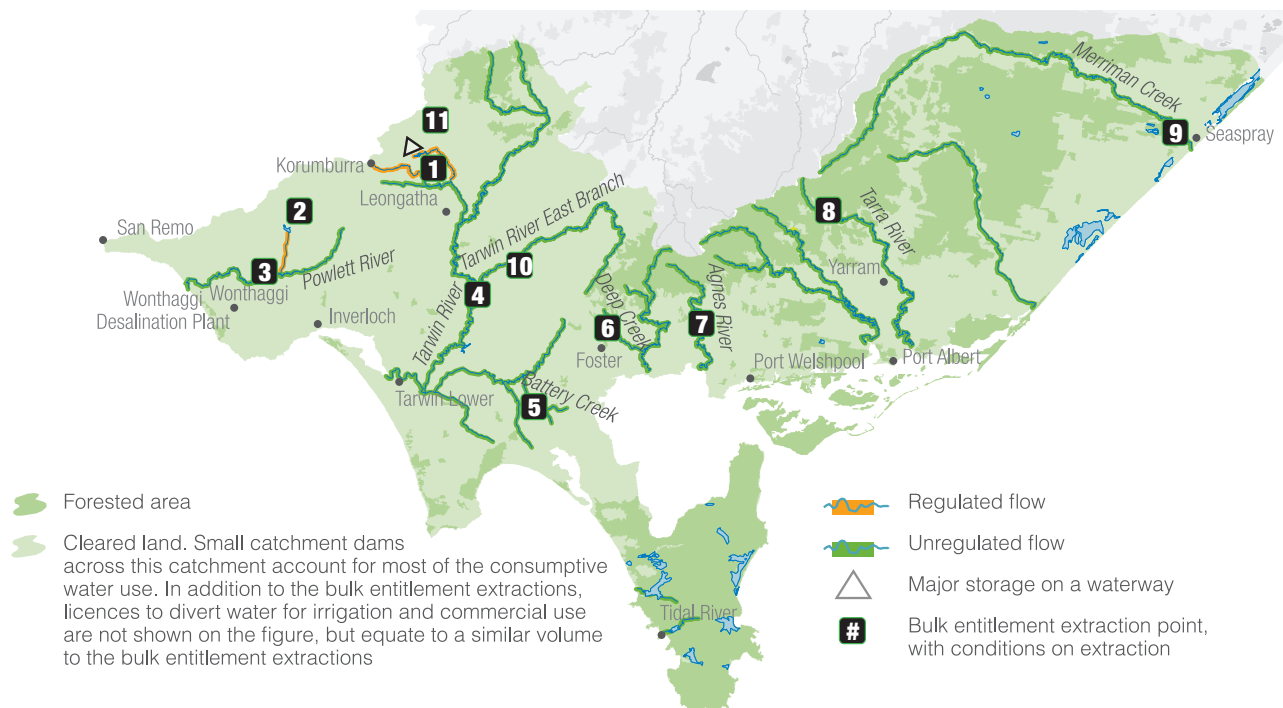 Merriman Creek
11
9
Seaspray
Korumburra
1
Leongatha
Tarwin River East Branch
2
8
Tarra River
San Remo
10
3
Powlett River
Wonthaggi
Wonthaggi
Desalination Plant
Yarram
4
Deep Creek
Agnes River
Inverloch
Tarwin River
6
7
Foster
Port Welshpool
Port Albert
Tarwin Lower
Battery Creek
5
Forested area
Cleared land. Small catchment dams
across this catchment account for most of the consumptive
water use. In addition to the bulk entitlement extractions,
licences to divert water for irrigation and commercial use
are not shown on the figure, but equate to a similar volume
to the bulk entitlement extractions
Tidal River
Regulated flow
Unregulated flow
Major storage on a waterway
#
Bulk entitlement extraction point,
with conditions on extraction